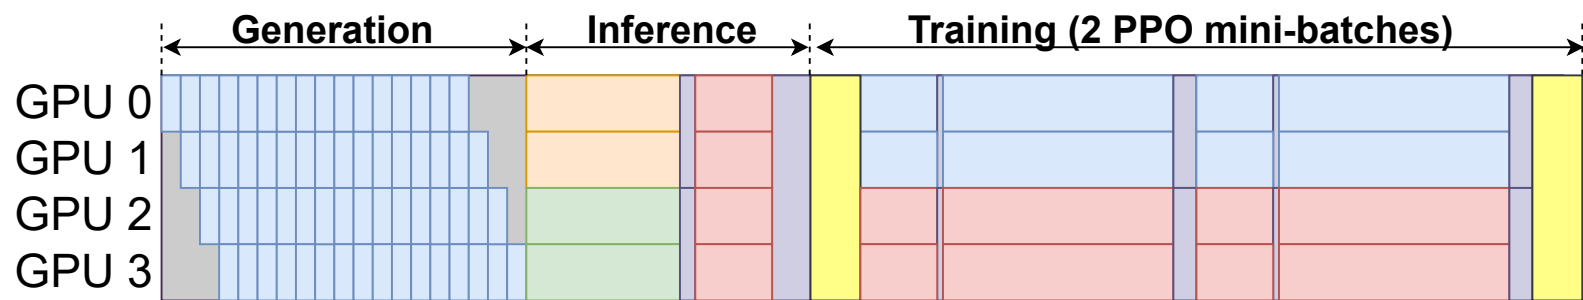 Generation Inference Training (2 PPO mini-batches)
GPU 0
GPU 1
GPU 2
GPU 3